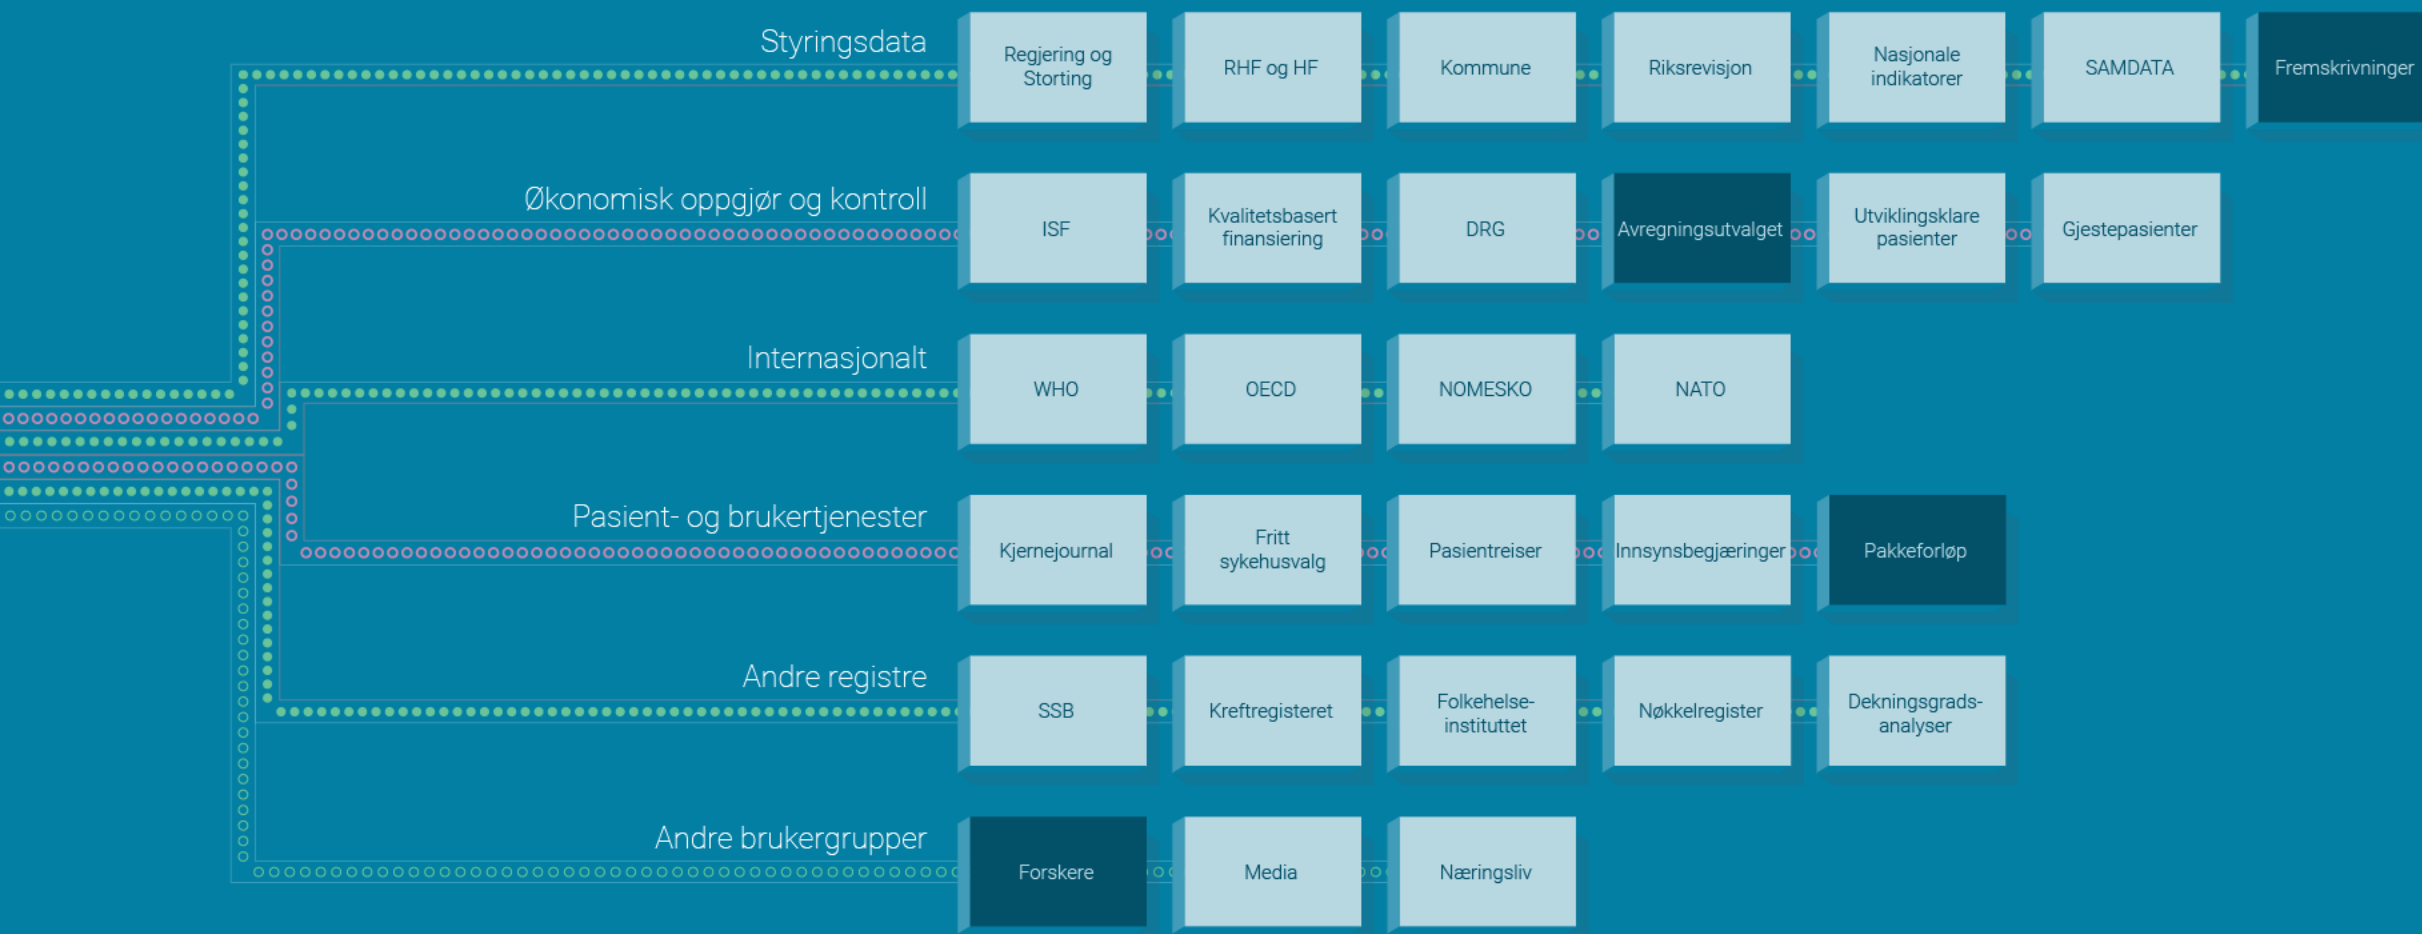 Styringsdata
Regjering og
Storting
RHF og HF
Kommune
Riksrevisjon
Nasjonale
indikatorer
SAMDATA
Fremskrivninger
Økonomisk oppgjør og kontroll
ISF
Kvalitetsbasert
finansiering
DRG
Avregningsutvalget
Utviklingsklare
pasienter
Gjestepasienter
Internasjonalt
WHO
OECD
NOMESKO
NATO
Pasient- og brukertjenester
Kjernejournal
Fritt
sykehusvalg
Pasientreiser
Innsynsbegjæringer
Pakkeforløp
Andre registre
SSB
Kreftregisteret
Folkehelse-
instituttet
Nøkkelregister
Dekningsgrads-
analyser
Andre brukergrupper
Forskere
Media
Næringsliv